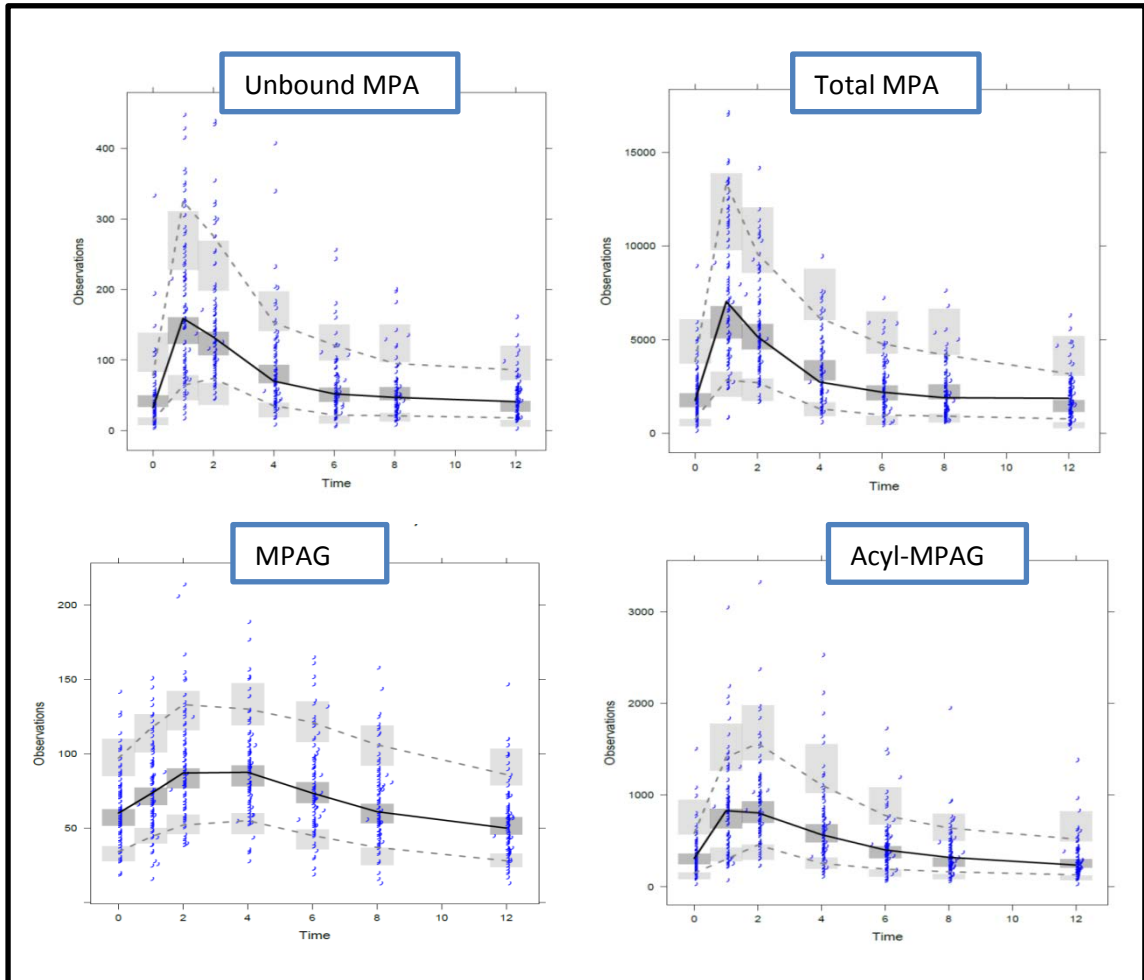 Unbound MPA
Total MPA
400
300
200
100
0
Observations
0 2 4 6 8 10 12
Time
15000
10000
5000
0
Observations
0 2 4 6 8 10 12
Time
MPAG
Acyl-MPAG
200
150
100
50
Observations
0 2 4 6 8 10 12
Time
3000
2000
1000
0
Observations
0 2 4 6 8 10 12
Time